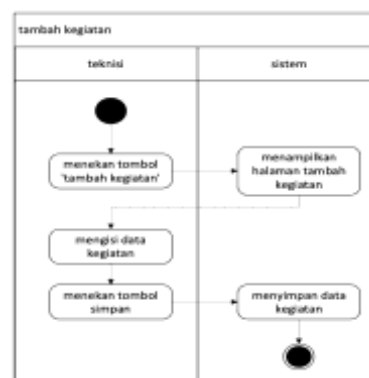 tambah kegiatan
teknisi
sistem
menekan tombol
'tambah kegiatan'
menampilkan
halaman tambah
kegiatan
mengisi data
kegiatan
menekan tombol
simpan
menyimpan data
kegiatan